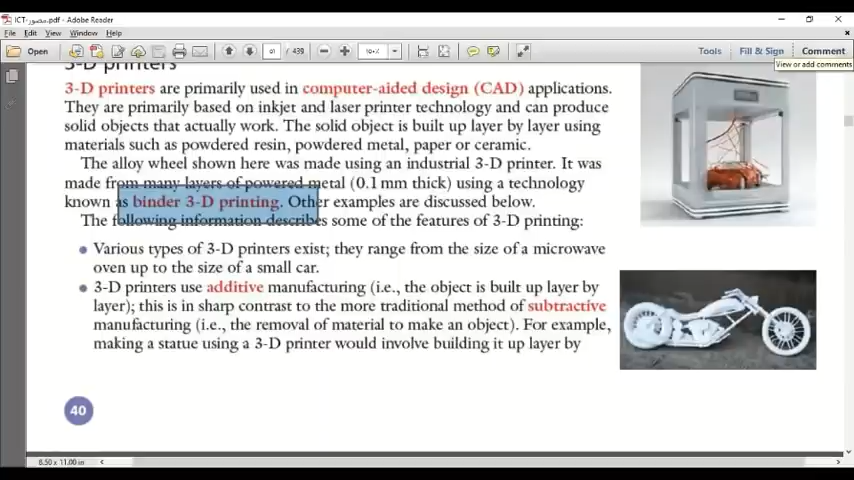 ICT-مصور.pdf - Adobe Reader
File Edit View Window Help
Open
/ 439
Tools Fill & Sign Comment
View or add comments
3-D printers
3-D printers are primarily used in computer-aided design (CAD) applications.
They are primarily based on inkjet and laser printer technology and can produce
solid objects that actually work. The solid object is built up layer by layer using
materials such as powdered resin, powdered metal, paper or ceramic.
The alloy wheel shown here was made using an industrial 3-D printer. It was
made from many layers of powered metal (0.1 mm thick) using a technology
known as binder 3-D printing. Other examples are discussed below.
The following information describes some of the features of 3-D printing:
● Various types of 3-D printers exist; they range from the size of a microwave
oven up to the size of a small car.
● 3-D printers use additive manufacturing (i.e., the object is built up layer by
layer); this is in sharp contrast to the more traditional method of subtractive
manufacturing (i.e., the removal of material to make an object). For example,
making a statue using a 3-D printer would involve building it up layer by
40
8.50 x 11.00 in